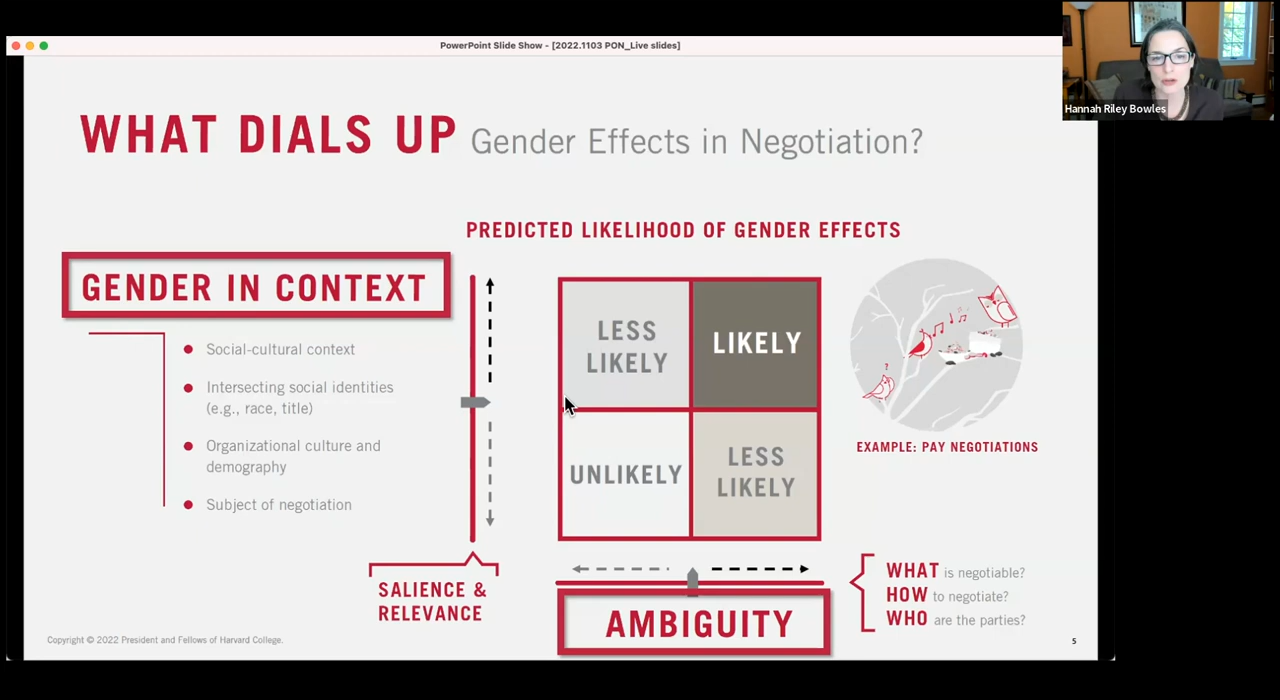 PowerPoint Slide Show - [2022.1103 PON_Live slides]
Hannah Riley Bowles
WHAT DIALS UP Gender Effects in Negotiation?
PREDICTED LIKELIHOOD OF GENDER EFFECTS
GENDER IN CONTEXT
Social-cultural context
Intersecting social identities
(e.g., race, title)
Organizational culture and
demography
Subject of negotiation
SALIENCE &
RELEVANCE
LESS
LIKELY
LIKELY
UNLIKELY
LESS
LIKELY
?
EXAMPLE: PAY NEGOTIATIONS
AMBIGUITY
WHAT is negotiable?
HOW to negotiate?
WHO are the parties?
Copyright © 2022 President and Fellows of Harvard College.
5